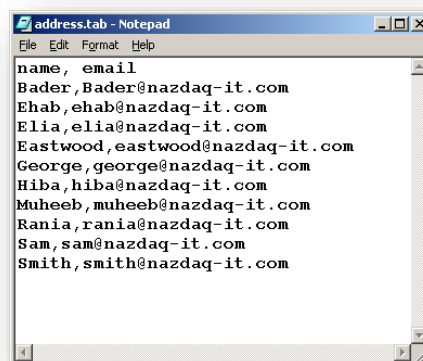 address.tab - Notepad
File Edit Format Help
name, email
Bader,Bader@nazdaq-it.com
Ehab,ehab@nazdaq-it.com
Elia,elia@nazdaq-it.com
Eastwood,eastwood@nazdaq-it.com
George,george@nazdaq-it.com
Hiba,hiba@nazdaq-it.com
Muheeb,muheeb@nazdaq-it.com
Rania,rania@nazdaq-it.com
Sam,sam@nazdaq-it.com
Smith,smith@nazdaq-it.com